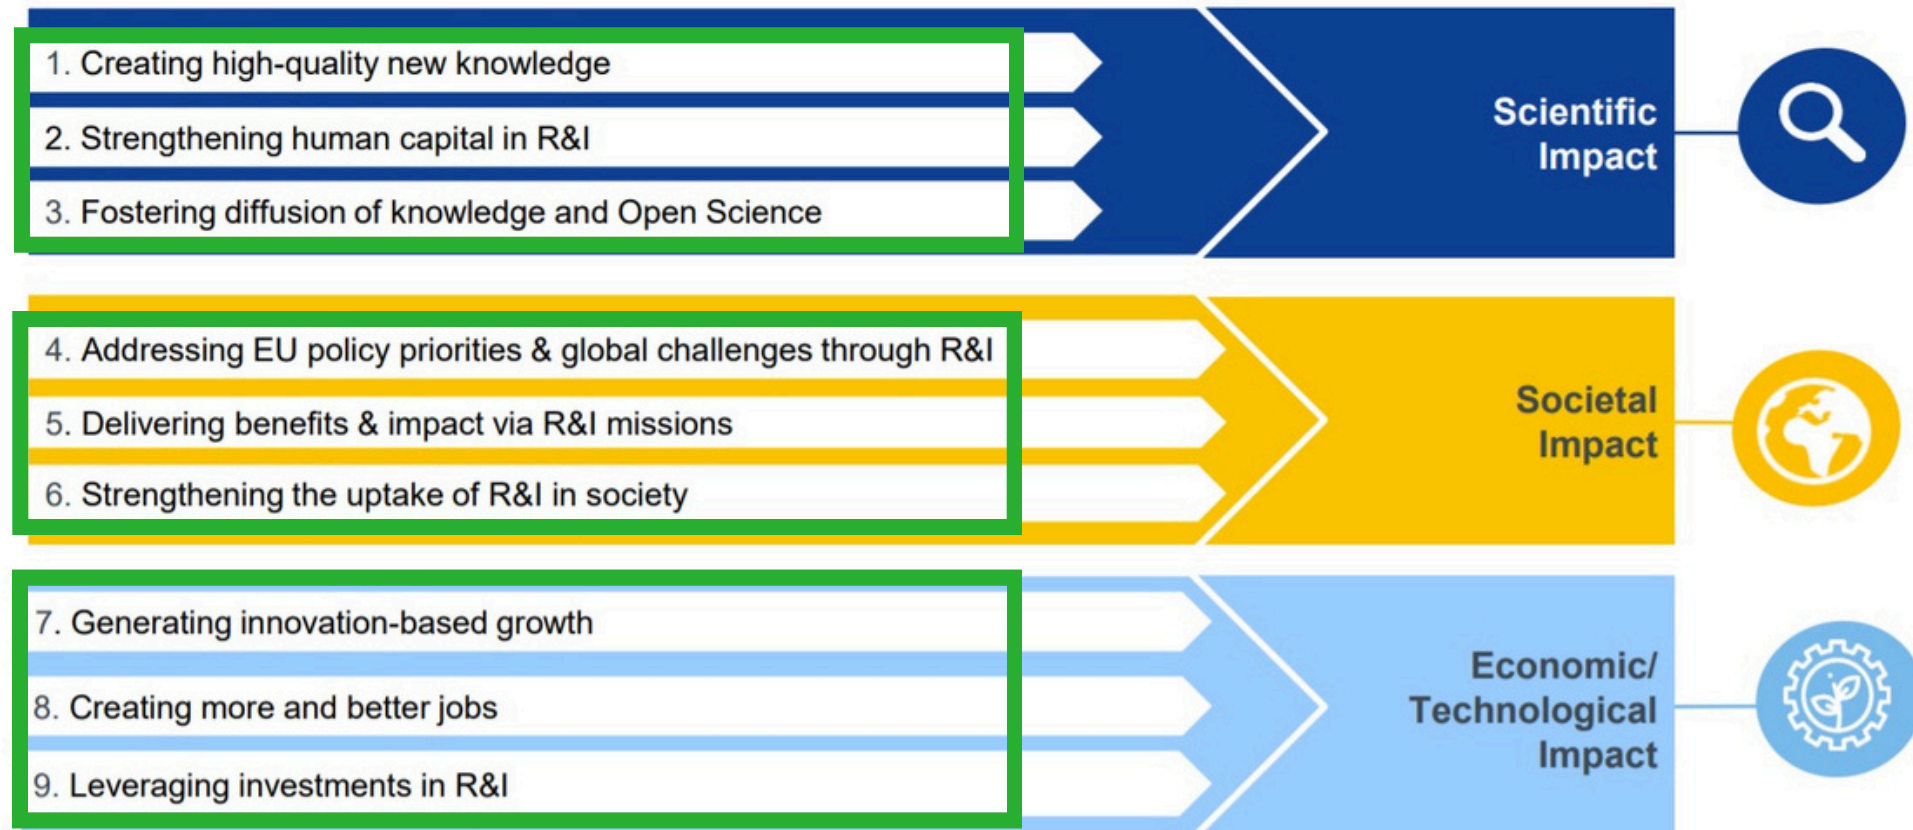 1. Creating high-quality new knowledge
2. Strengthening human capital in R&I
3. Fostering diffusion of knowledge and Open Science
Scientific
Impact
4. Addressing EU policy priorities & global challenges through R&I
5. Delivering benefits & impact via R&I missions
6. Strengthening the uptake of R&I in society
Societal
Impact
7. Generating innovation-based growth
8. Creating more and better jobs
9. Leveraging investments in R&I
Economic/
Technological
Impact